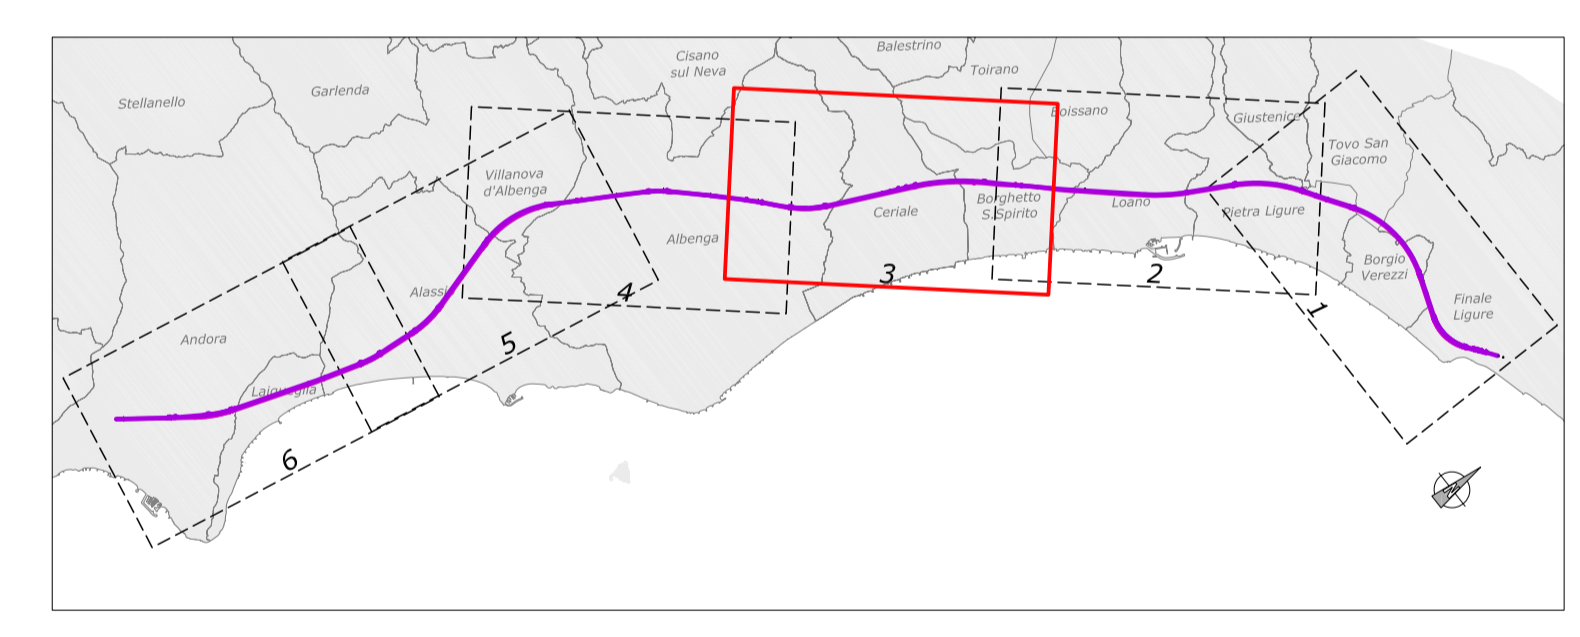 Balestrino
Cisano
sul Neva
Toirano
Garlenda
Stellanello
Boissano
Giustenice
Tovo San
Giacomo
Villanova
d'Albenga
Borghetto
S.Spirito
Loano
Ceriale
Pietra Ligure
Albenga
Borgio
Verezzi
3
2
4
Alassio
1
Finale
Ligure
Andora
5
Laigueglia
6
N